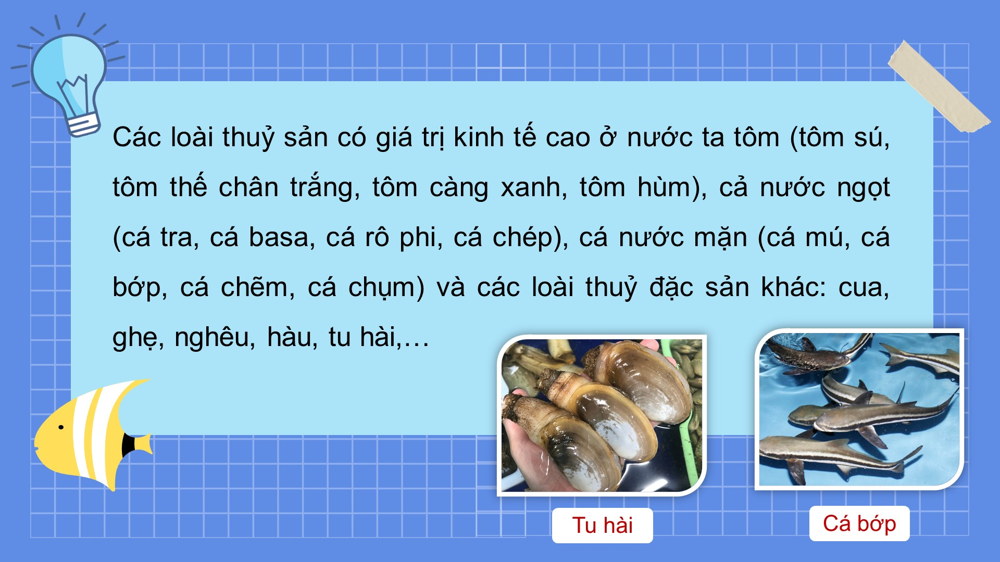 Các loài thuỷ sản có giá trị kinh tế cao ở nước ta tôm (tôm sú,
tôm thế chân trắng, tôm càng xanh, tôm hùm), cả nước ngọt
(cá tra, cá basa, cá rô phi, cá chép), cá nước mặn (cá mú, cá
bớp, cá chẽm, cá chụm) và các loài thuỷ đặc sản khác: cua,
ghẹ, nghêu, hàu, tu hài,…
Tu hài
Cá bớp